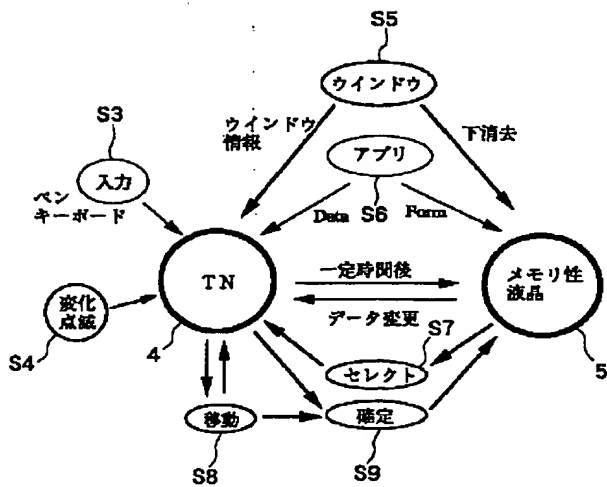 S5
ウインドウ
S3
ウインドウ
情報
下消去
アプリ
入力
S6
ペン
キーボード
Data
Form
TN
一定時間後
メモリ性
液晶
データ変更
変化
点滅
S7
S4
4
セレクト
5
移動
確定
S8
S9